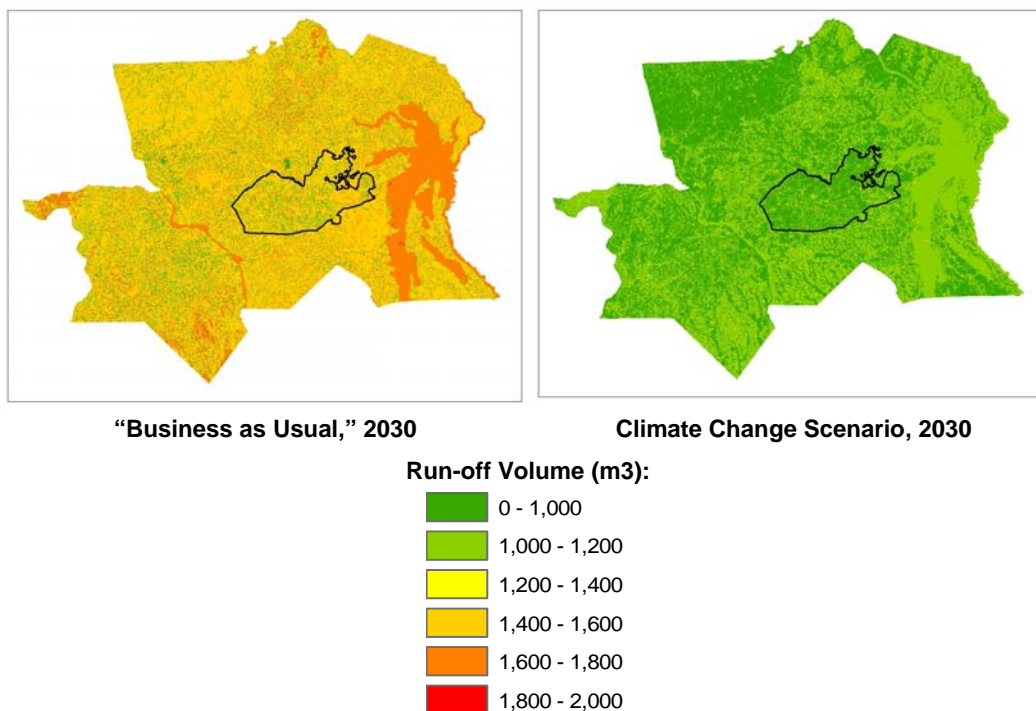 “Business as Usual,” 2030
Climate Change Scenario, 2030
Run-off Volume (m3):
0 - 1,000
1,000 - 1,200
1,200 - 1,400
1,400 - 1,600
1,600 - 1,800
1,800 - 2,000